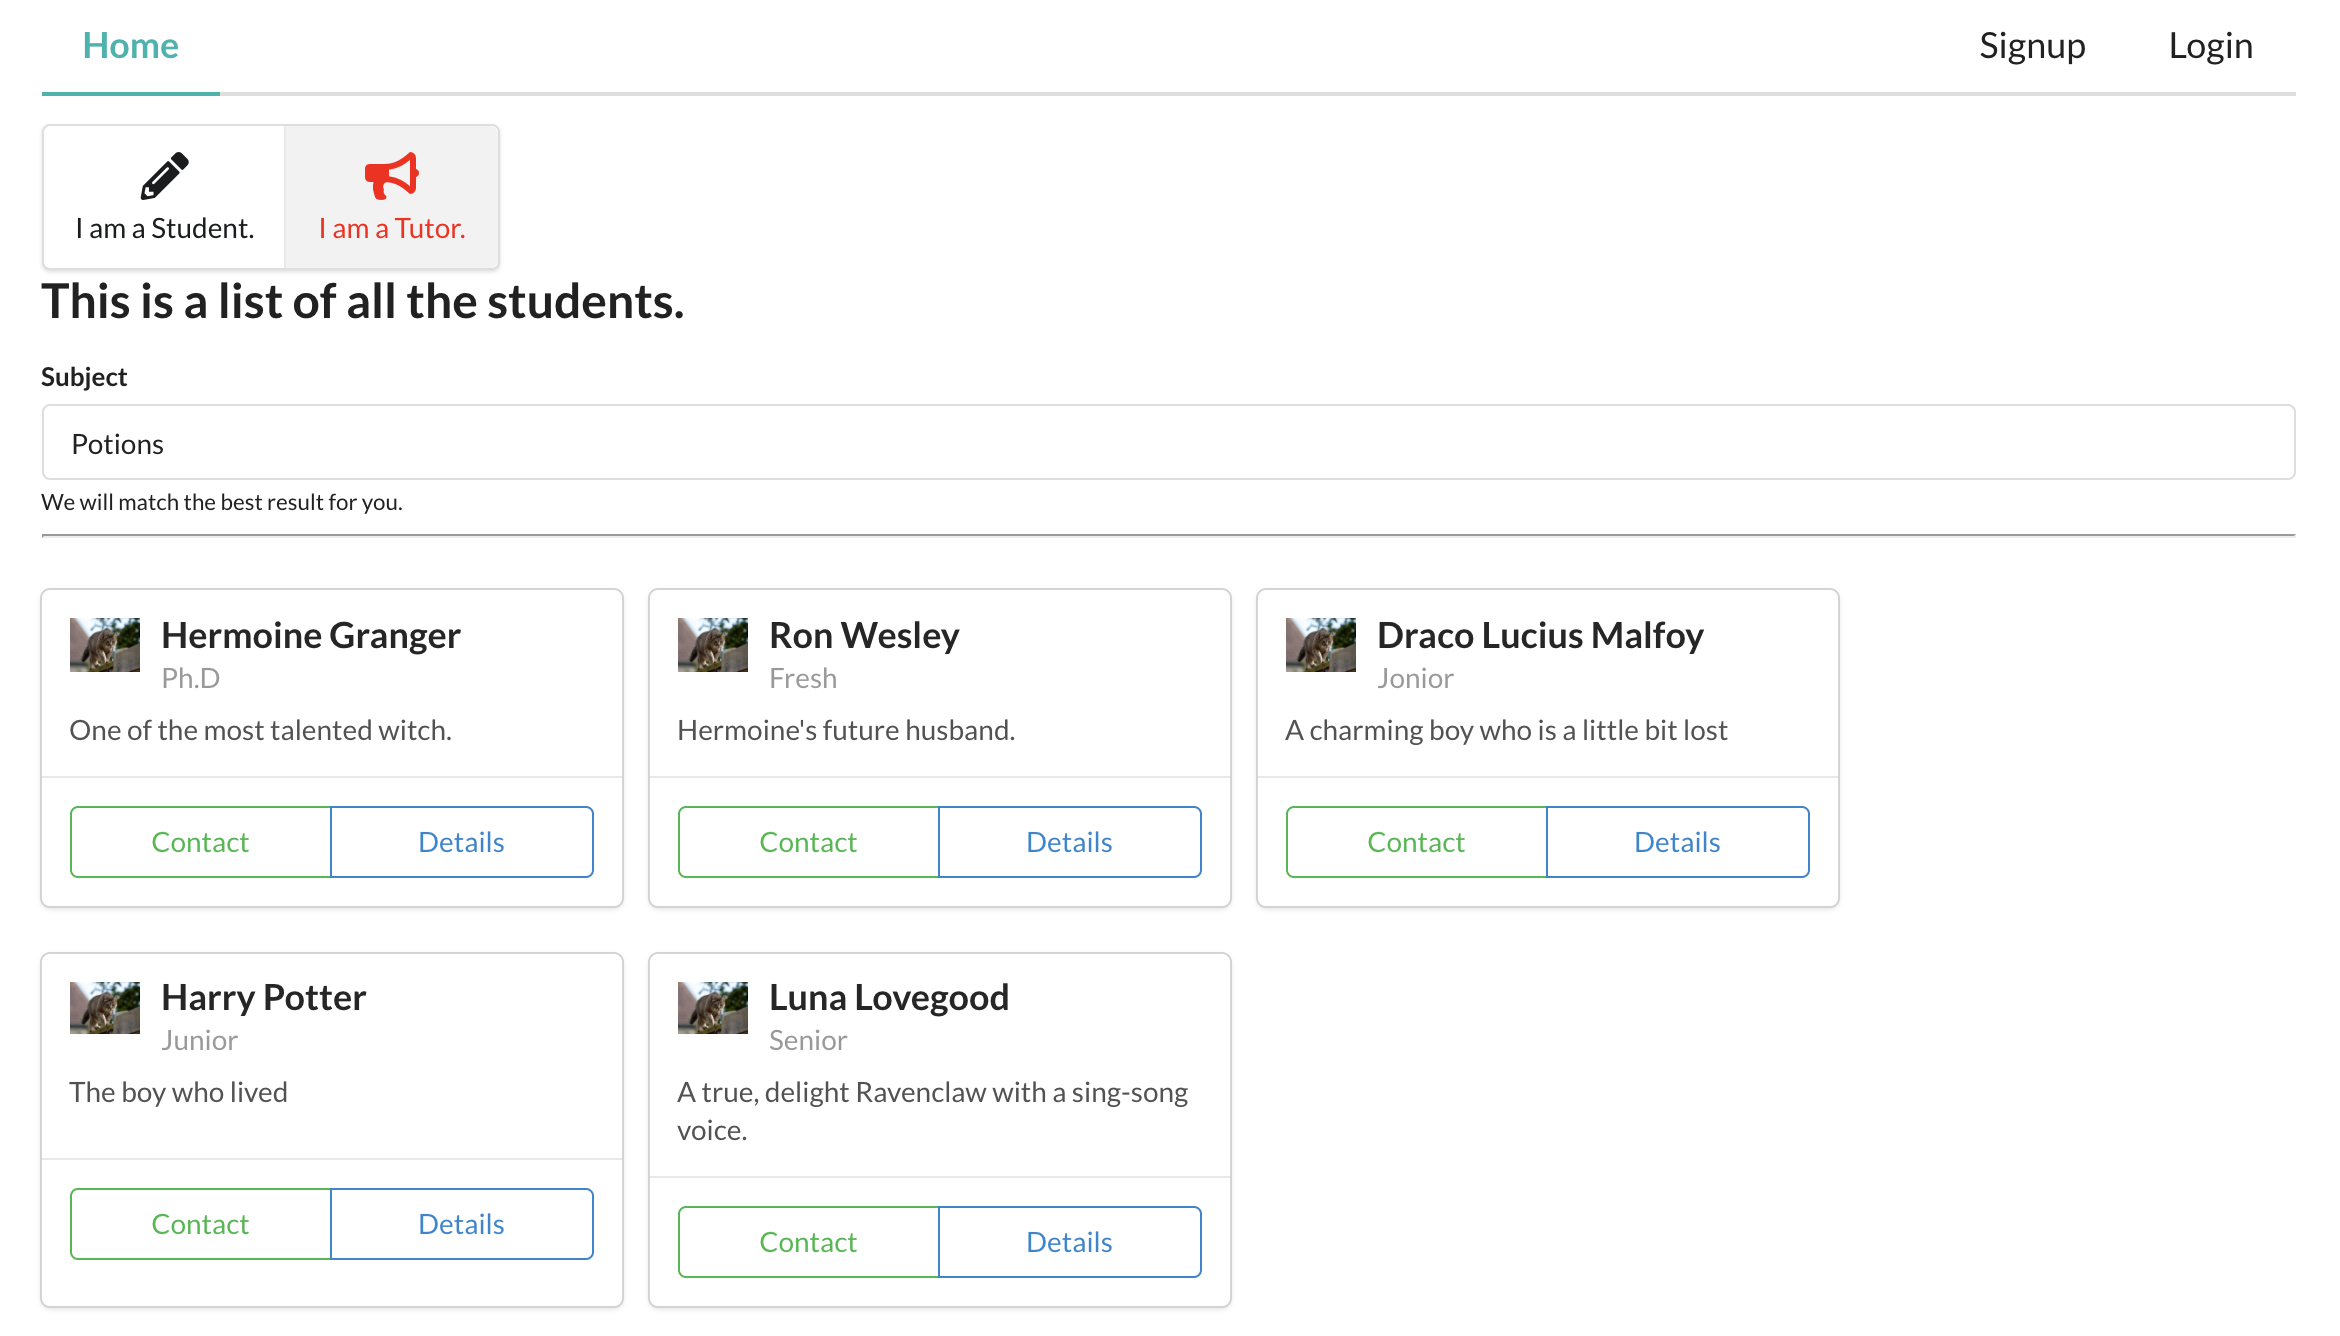 Home
Signup
Login
I am a Student.
I am a Tutor.
This is a list of all the students.
Subject
Potions
We will match the best result for you.
Hermoine Granger
Ph.D
One of the most talented witch.
Contact
Details
Ron Wesley
Fresh
Hermoine's future husband.
Contact
Details
Draco Lucius Malfoy
Jonior
A charming boy who is a little bit lost
Contact
Details
Harry Potter
Junior
The boy who lived
Contact
Details
Luna Lovegood
Senior
A true, delight Ravenclaw with a sing-song
voice.
Contact
Details